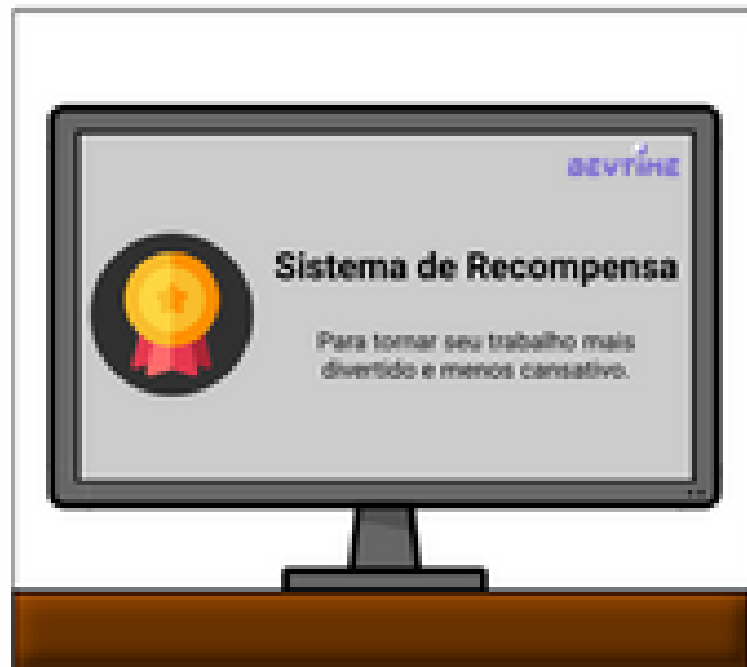 DEVTIME
Sistema de Recompensa
Para tornar seu trabalho mais
divertido e menos cansativo.